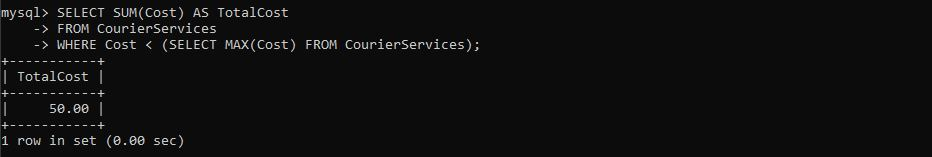 mysql> SELECT SUM(Cost) AS TotalCost
    -> FROM CourierServices
    -> WHERE Cost < (SELECT MAX(Cost) FROM CourierServices);
+-----------+
| TotalCost |
+-----------+
|     50.00 |
+-----------+
1 row in set (0.00 sec)